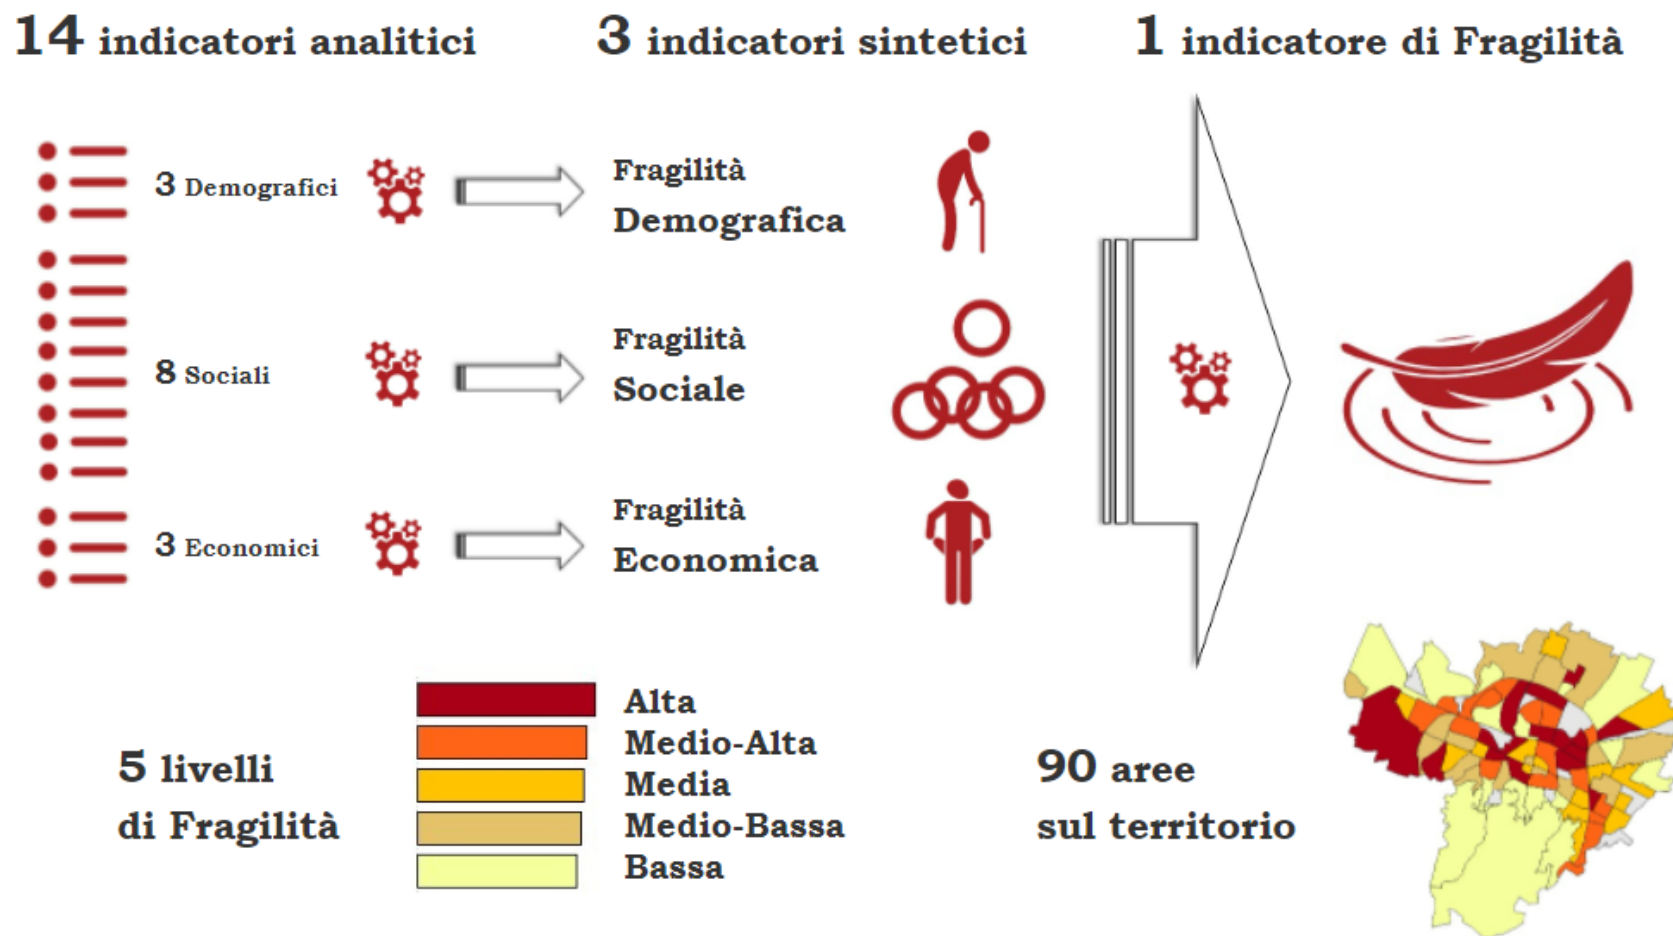 14 indicatori analitici
3 indicatori sintetici
1 indicatore di Fragilità
3 Demografici
Fragilità
Demografica
8 Sociali
Fragilità
Sociale
3 Economici
Fragilità
Economica
5 livelli
di Fragilità
Alta
Medio-Alta
Media
Medio-Bassa
Bassa
90 aree
sul territorio